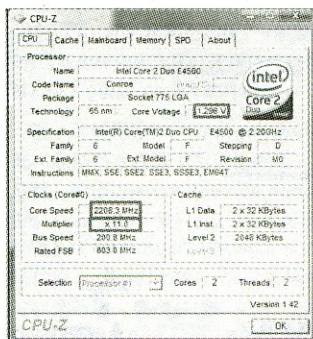 CPU-Z
CPU Cache Mainboard Memory SPD About
Processor
Name Intel Core 2 Duo E4500
Code Name Conroe
Package Socket 775 LGA
Technology 65 nm Core Voltage 1.296 V
intel
Core 2
Duo
Specification Intel(R) Core(TM)2 Duo CPU E4500 @ 2.20GHz
Family 6 Model F Stepping D
Ext. Family 6 Ext. Model F Revision M0
Instructions MMX, SSE, SSE2, SSE3, SSSE3, EM64T
Clocks (Core#0)
Core Speed 2208.3 MHz
Multiplier x 11.0
Bus Speed 200.8 MHz
Rated FSB 803.0 MHz
Cache
L1 Data 2 x 32 KBytes
L1 Inst. 2 x 32 KBytes
Level 2 2048 KBytes
Selection Processor #1 Cores 2 Threads 2
Version 1.42
CPU-Z OK